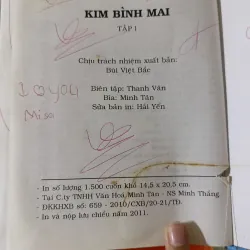 KIM BÌNH MAI
TẬP I
Chịu trách nhiệm xuất bản:
Bùi Việt Bắc
I ♡ YOU
Miso
Biên tập: Thanh Vân
Bìa: Minh Tân
Sửa bản in: Hải Yến
- In số lượng 1.500 cuốn khổ 14,5 x 20,5 cm.
- Tại C.ty TNHH Văn Hoá Minh Tân - NS Minh Thắng.
- ĐKKHXB số: 659 - 2010/CXB/20-21/TĐ.
- In và nộp lưu chiểu năm 2011.